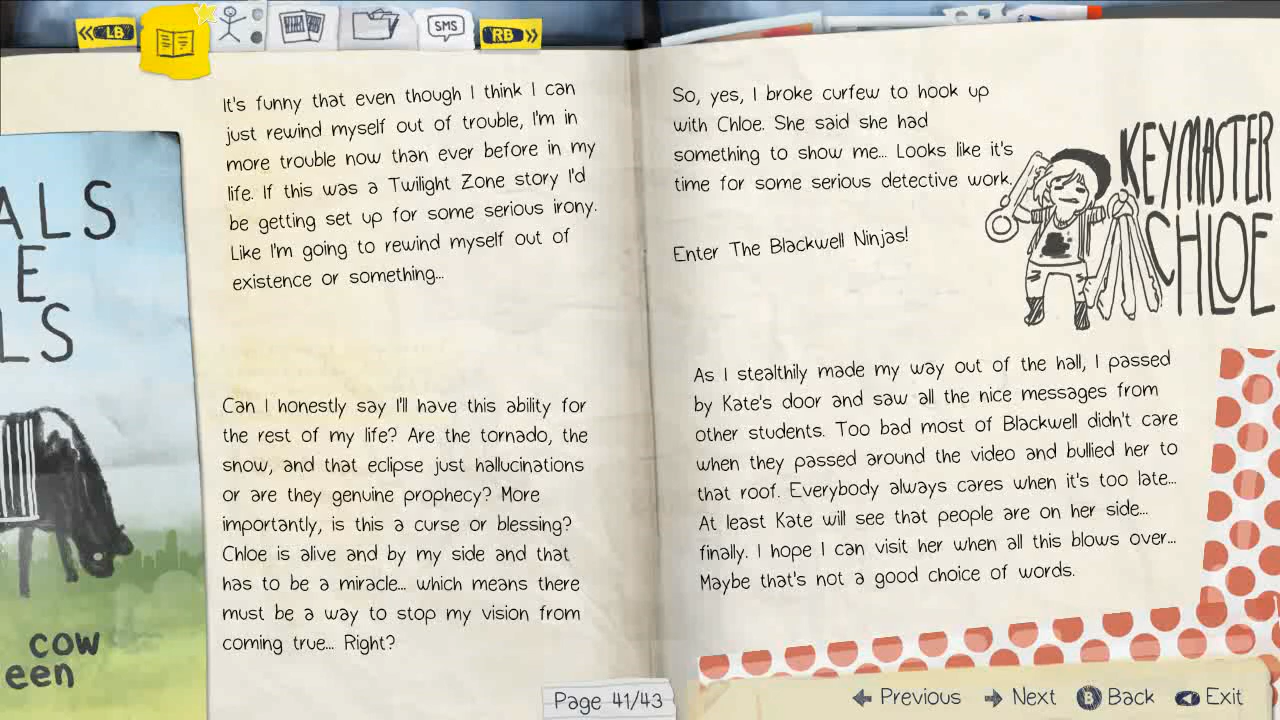 LB
SMS
RB
ALS
E
LS
cow
een
It's funny that even though I think I can
just rewind myself out of trouble, I'm in
more trouble now than ever before in my
life. If this was a Twilight Zone story I'd
be getting set up for some serious irony.
Like I'm going to rewind myself out of
existence or something...
Can I honestly say I'll have this ability for
the rest of my life? Are the tornado, the
snow, and that eclipse just hallucinations
or are they genuine prophecy? More
importantly, is this a curse or blessing?
Chloe is alive and by my side and that
has to be a miracle... which means there
must be a way to stop my vision from
coming true... Right?
So, yes, I broke curfew to hook up
with Chloe. She said she had
something to show me... Looks like it's
time for some serious detective work.
Enter The Blackwell Ninjas!
KEYMASTER
CHLOE
As I stealthily made my way out of the hall, I passed
by Kate's door and saw all the nice messages from
other students. Too bad most of Blackwell didn't care
when they passed around the video and bullied her to
that roof. Everybody always cares when it's too late...
At least Kate will see that people are on her side...
finally. I hope I can visit her when all this blows over...
Maybe that's not a good choice of words.
Page 41/43
Previous
Next
B Back
Exit